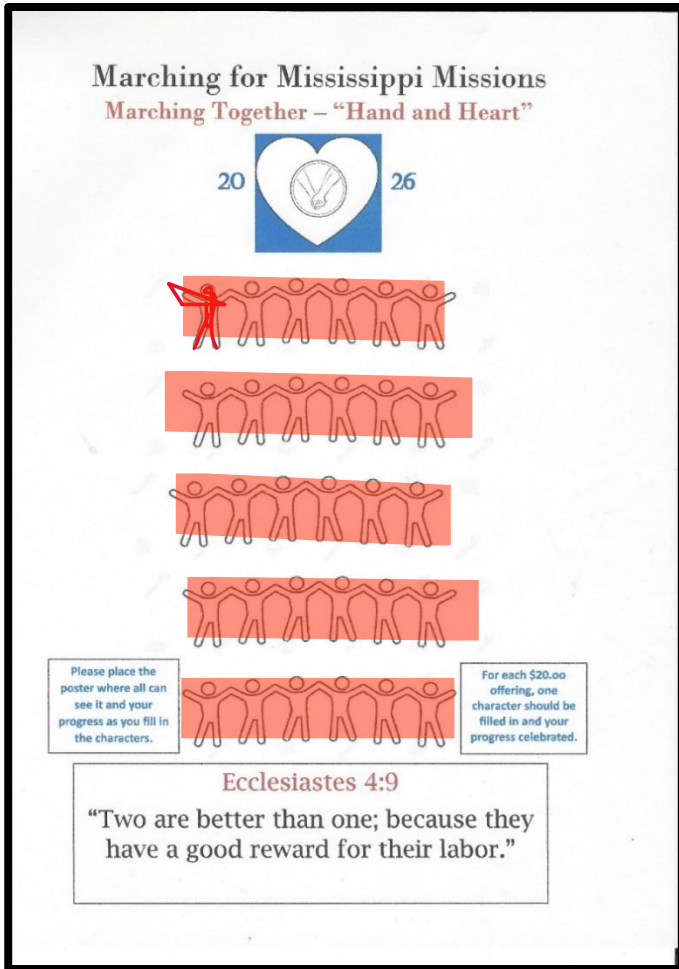 Marching for Mississippi Missions
Marching Together – “Hand and Heart”
20 26
Please place the
poster where all can
see it and your
progress as you fill in
the characters.
For each $20.00
offering, one
character should be
filled in and your
progress celebrated.
Ecclesiastes 4:9
“Two are better than one; because they
have a good reward for their labor.”